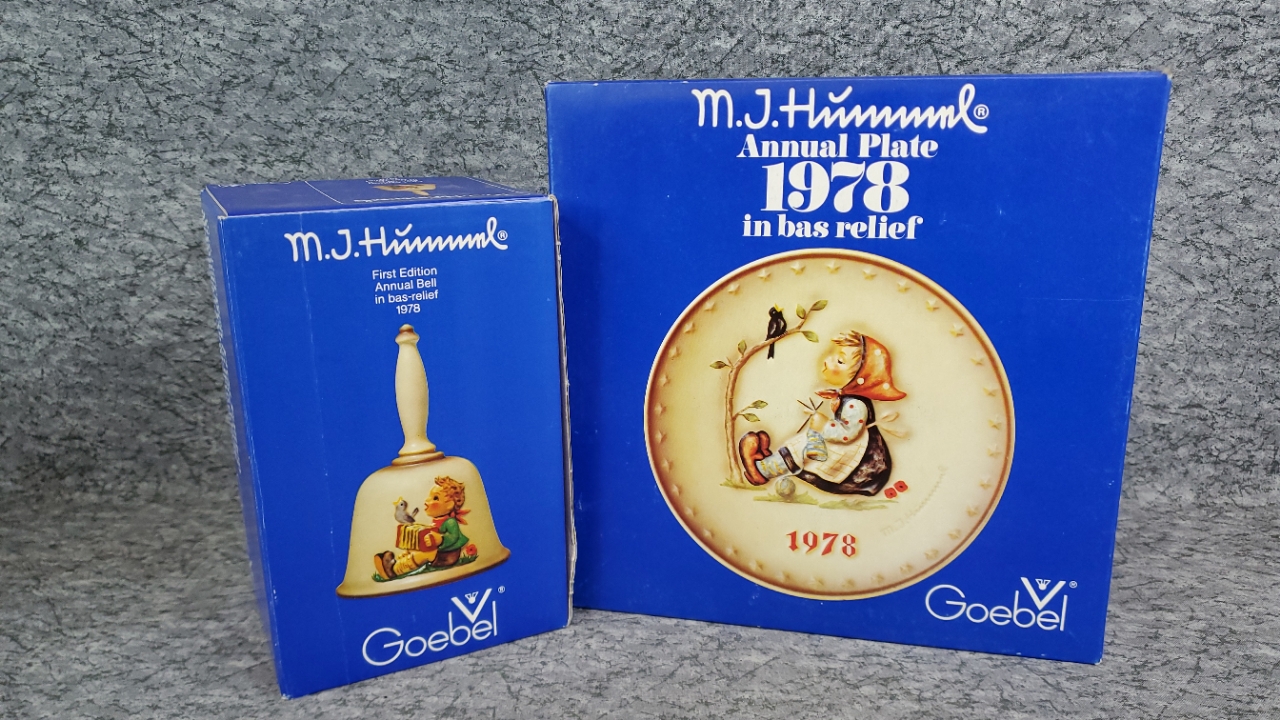 M.J.Hummel®
First Edition
Annual Bell
in bas-relief
1978
Goebel®
M.J.Hummel®
Annual Plate
1978
in bas relief
1978
Goebel®